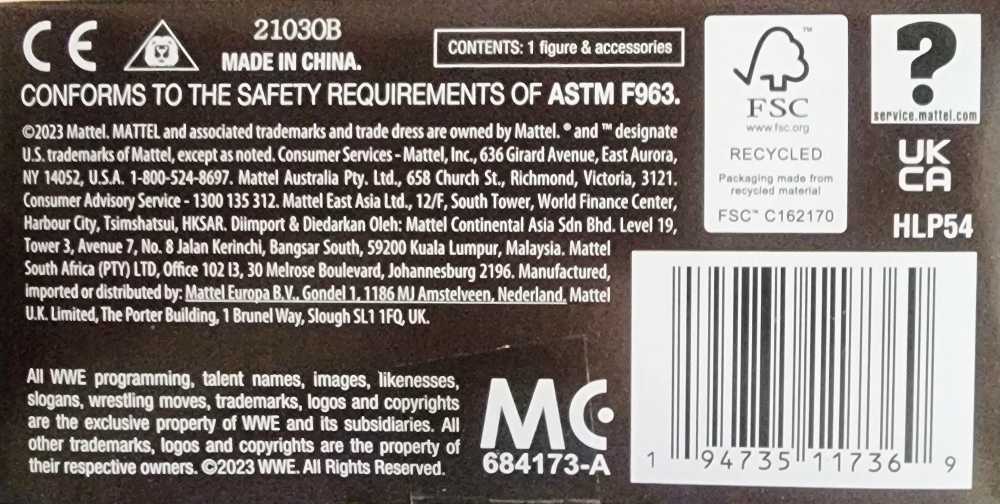 CE
21030B
MADE IN CHINA.
CONTENTS: 1 figure & accessories
CONFORMS TO THE SAFETY REQUIREMENTS OF ASTM F963.
©2023 Mattel. MATTEL and associated trademarks and trade dress are owned by Mattel. ® and ™ designate
U.S. trademarks of Mattel, except as noted. Consumer Services - Mattel, Inc., 636 Girard Avenue, East Aurora,
NY 14052, U.S.A. 1-800-524-8697. Mattel Australia Pty. Ltd., 658 Church St., Richmond, Victoria, 3121.
Consumer Advisory Service - 1300 135 312. Mattel East Asia Ltd., 12/F, South Tower, World Finance Center,
Harbour City, Tsimshatsui, HKSAR. Diimport & Diedarkan Oleh: Mattel Continental Asia Sdn Bhd. Level 19,
Tower 3, Avenue 7, No. 8 Jalan Kerinchi, Bangsar South, 59200 Kuala Lumpur, Malaysia. Mattel
South Africa (PTY) LTD, Office 102 I3, 30 Melrose Boulevard, Johannesburg 2196. Manufactured,
imported or distributed by: Mattel Europa B.V., Gondel 1, 1186 MJ Amstelveen, Nederland. Mattel
U.K. Limited, The Porter Building, 1 Brunel Way, Slough SL1 1FQ, UK.
All WWE programming, talent names, images, likenesses,
slogans, wrestling moves, trademarks, logos and copyrights
are the exclusive property of WWE and its subsidiaries. All
other trademarks, logos and copyrights are the property of
their respective owners. ©2023 WWE. All Rights Reserved.
MC
684173-A
™
FSC
www.fsc.org
RECYCLED
Packaging made from
recycled material
FSC™ C162170
?
service.mattel.com
UK
CA
HLP54
1 94735 11736 9